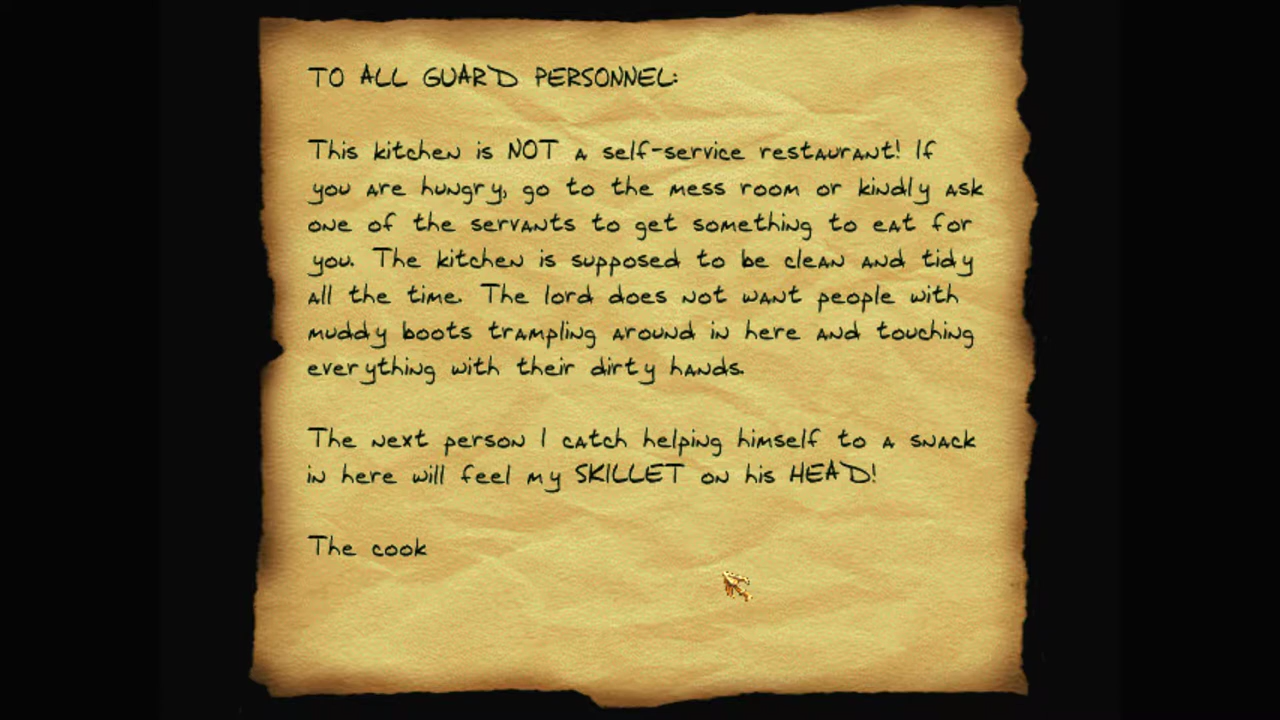 TO ALL GUARD PERSONNEL:
This kitchen is NOT a self-service restaurant! If
you are hungry, go to the mess room or kindly ask
one of the servants to get something to eat for
you. The kitchen is supposed to be clean and tidy
all the time. The lord does not want people with
muddy boots trampling around in here and touching
everything with their dirty hands.
The next person I catch helping himself to a snack
in here will feel my SKILLET on his HEAD!
The cook